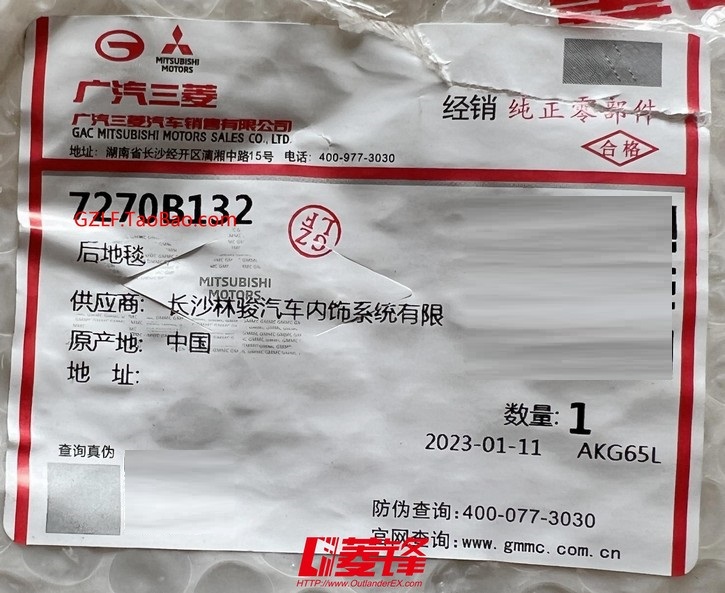 MITSUBISHI
MOTORS
广汽三菱
广汽三菱汽车销售有限公司
GAC MITSUBISHI MOTORS SALES CO., LTD.
地址: 湖南省长沙经开区漓湘中路15号 电话: 400-977-3030
经销 纯正零部件
合格
7270B132
GZLF.TaoBao.com
GZ
LF
后地毯
MITSUBISHI
MOTORS
供应商: 长沙林骏汽车内饰系统有限
原产地: 中国
地 址:
数量: 1
2023-01-11 AKG65L
查询真伪
防伪查询:400-077-3030
官网查询:www.gmmc.com.cn
菱锋
HTTP://www.OutlanderEX.com